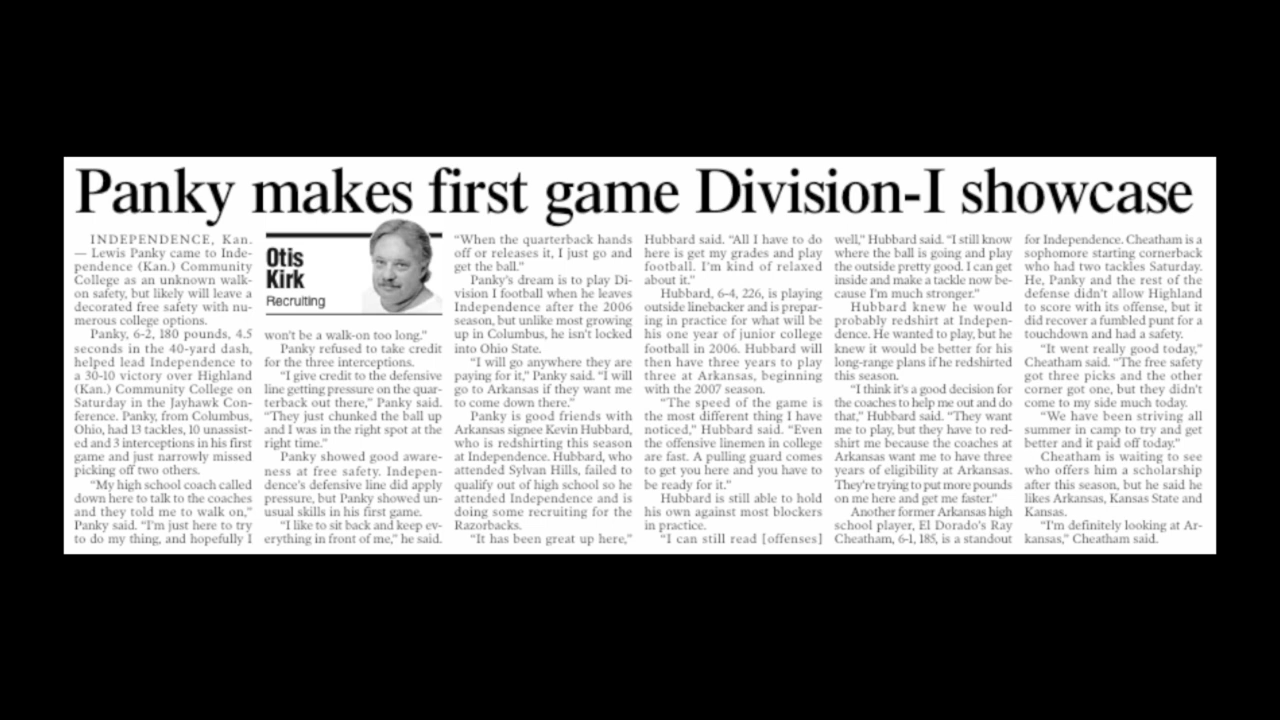 Panky makes first game Division-I showcase
INDEPENDENCE, Kan.
— Lewis Panky came to Inde-
pendence (Kan.) Community
College as an unknown walk-
on safety, but likely will leave a
decorated free safety with nu-
merous college options.
Panky, 6-2, 180 pounds, 4.5
seconds in the 40-yard dash,
helped lead Independence to
a 30-10 victory over Highland
(Kan.) Community College on
Saturday in the Jayhawk Con-
ference. Panky, from Columbus,
Ohio, had 13 tackles, 10 unassist-
ed and 3 interceptions in his first
game and just narrowly missed
picking off two others.
"My high school coach called
down here to talk to the coaches
and they told me to walk on,"
Panky said. "I'm just here to try
to do my thing, and hopefully I
Otis
Kirk
Recruiting
won't be a walk-on too long."
Panky refused to take credit
for the three interceptions.
"I give credit to the defensive
line getting pressure on the quar-
terback out there," Panky said.
"They just chunked the ball up
and I was in the right spot at the
right time."
Panky showed good aware-
ness at free safety. Indepen-
dence's defensive line did apply
pressure, but Panky showed un-
usual skills in his first game.
"I like to sit back and keep ev-
erything in front of me," he said.
"When the quarterback hands
off or releases it, I just go and
get the ball."
Panky's dream is to play Di-
vision I football when he leaves
Independence after the 2006
season, but unlike most growing
up in Columbus, he isn't locked
into Ohio State.
"I will go anywhere they are
paying for it," Panky said. "I will
go to Arkansas if they want me
to come down there."
Panky is good friends with
Arkansas signee Kevin Hubbard,
who is redshirting this season
at Independence. Hubbard, who
attended Sylvan Hills, failed to
qualify out of high school so he
attended Independence and is
doing some recruiting for the
Razorbacks.
"It has been great up here,"
Hubbard said. "All I have to do
here is get my grades and play
football. I'm kind of relaxed
about it."
Hubbard, 6-4, 226, is playing
outside linebacker and is prepar-
ing in practice for what will be
his one year of junior college
football in 2006. Hubbard will
then have three years to play
three at Arkansas, beginning
with the 2007 season.
"The speed of the game is
the most different thing I have
noticed," Hubbard said. "Even
the offensive linemen in college
are fast. A pulling guard comes
to get you here and you have to
be ready for it."
Hubbard is still able to hold
his own against most blockers
in practice.
"I can still read [offenses]
well," Hubbard said. "I still know
where the ball is going and play
the outside pretty good. I can get
inside and make a tackle now be-
cause I'm much stronger."
Hubbard knew he would
probably redshirt at Indepen-
dence. He wanted to play, but he
knew it would be better for his
long-range plans if he redshirted
this season.
"I think it's a good decision for
the coaches to help me out and do
that," Hubbard said. "They want
me to play, but they have to red-
shirt me because the coaches at
Arkansas want me to have three
years of eligibility at Arkansas.
They're trying to put more pounds
on me here and get me faster."
Another former Arkansas high
school player, El Dorado's Ray
Cheatham, 6-1, 185, is a standout
for Independence. Cheatham is a
sophomore starting cornerback
who had two tackles Saturday.
He, Panky and the rest of the
defense didn't allow Highland
to score with its offense, but it
did recover a fumbled punt for a
touchdown and had a safety.
"It went really good today,"
Cheatham said. "The free safety
got three picks and the other
corner got one, but they didn't
come to my side much today.
"We have been striving all
summer in camp to try and get
better and it paid off today."
Cheatham is waiting to see
who offers him a scholarship
after this season, but he said he
likes Arkansas, Kansas State and
Kansas.
"I'm definitely looking at Ar-
kansas," Cheatham said.